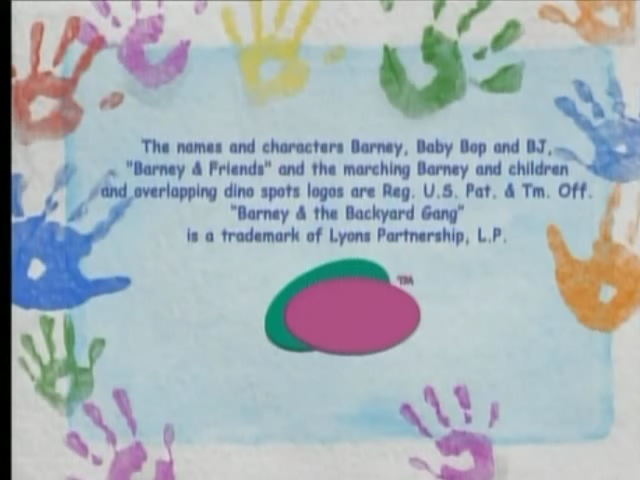 The names and characters Barney, Baby Bop and BJ,
"Barney & Friends" and the marching Barney and children
and overlapping dino spots logos are Reg. U.S. Pat. & Tm. Off.
"Barney & the Backyard Gang"
is a trademark of Lyons Partnership, L.P.
TM